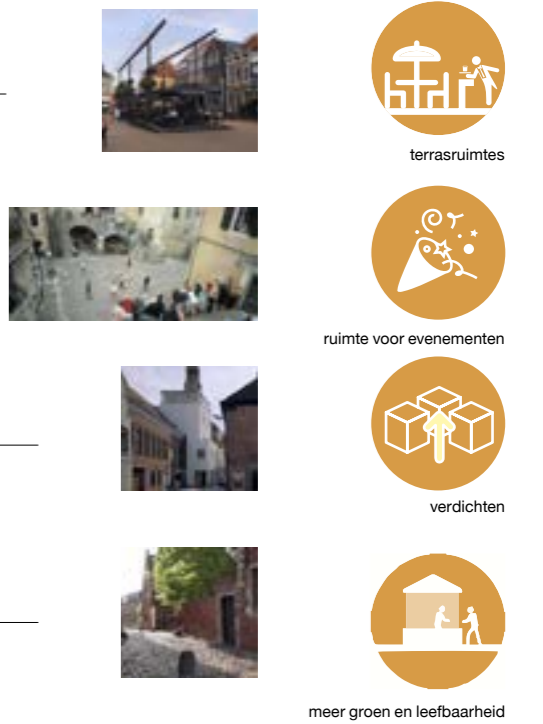 terrasruimtes
ruimte voor evenementen
verdichten
meer groen en leefbaarheid